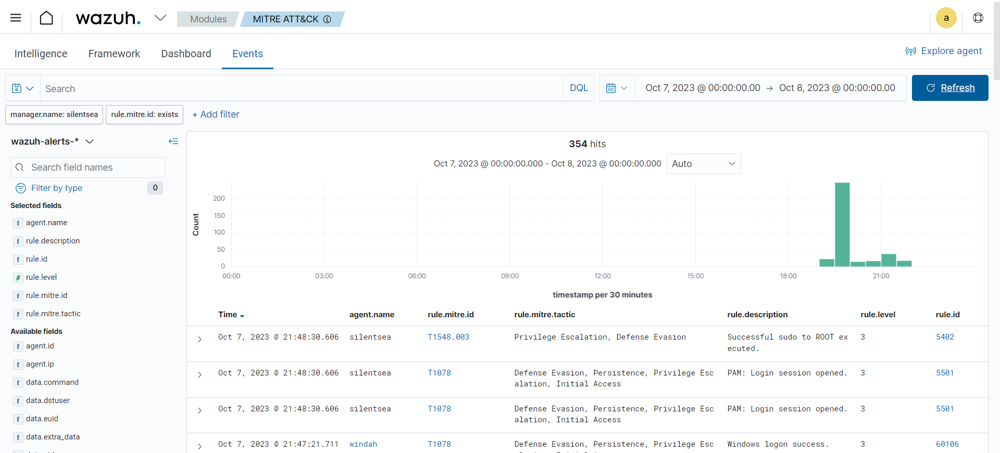 wazuh.
Modules
MITRE ATT&CK
a
Intelligence
Framework
Dashboard
Events
Explore agent
Search
DQL
Oct 7, 2023 @ 00:00:00.00 → Oct 8, 2023 @ 00:00:00.00
Refresh
manager.name: silentsea
rule.mitre.id: exists
+ Add filter
wazuh-alerts-*
Search field names
Filter by type
0
Selected fields
t agent.name
t rule.description
t rule.id
# rule.level
t rule.mitre.id
t rule.mitre.tactic
Available fields
t agent.id
t agent.ip
t data.command
t data.dstuser
t data.euid
t data.extra_data
354 hits
Oct 7, 2023 @ 00:00:00.000 - Oct 8, 2023 @ 00:00:00.000
Auto
Count
200
150
100
50
0
00:00
03:00
06:00
09:00
12:00
15:00
18:00
21:00
timestamp per 30 minutes
Time
agent.name
rule.mitre.id
rule.mitre.tactic
rule.description
rule.level
rule.id
Oct 7, 2023 @ 21:48:30.606
silentsea
T1548.003
Privilege Escalation, Defense Evasion
Successful sudo to ROOT ex
ecuted.
3
5402
Oct 7, 2023 @ 21:48:30.606
silentsea
T1078
Defense Evasion, Persistence, Privilege Esc
alation, Initial Access
PAM: Login session opened.
3
5501
Oct 7, 2023 @ 21:48:30.606
silentsea
T1078
Defense Evasion, Persistence, Privilege Esc
alation, Initial Access
PAM: Login session opened.
3
5501
Oct 7, 2023 @ 21:47:21.711
windah
T1078
Defense Evasion, Persistence, Privilege Esc
Windows logon success.
3
60106